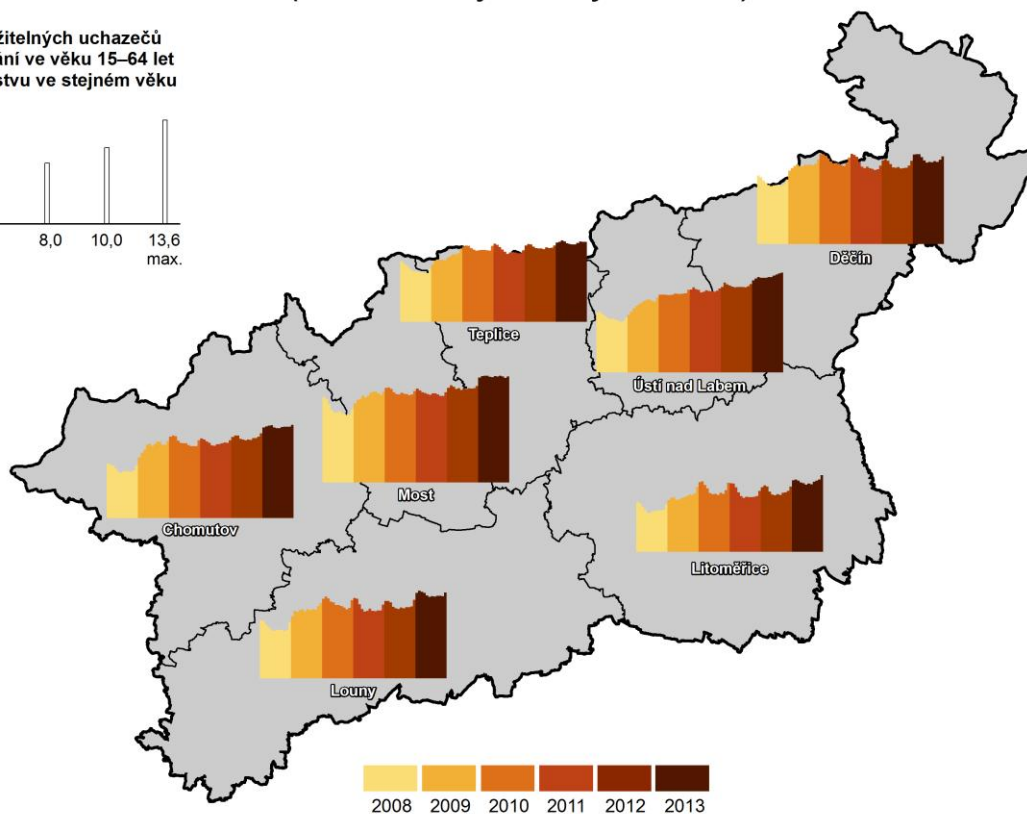 žitelných uchazečů
ání ve věku 15–64 let
stvu ve stejném věku
8,0 10,0 13,6
max.
Děčín
Teplice
Ústí nad Labem
Most
Chomutov
Litoměřice
Louny
2008 2009 2010 2011 2012 2013